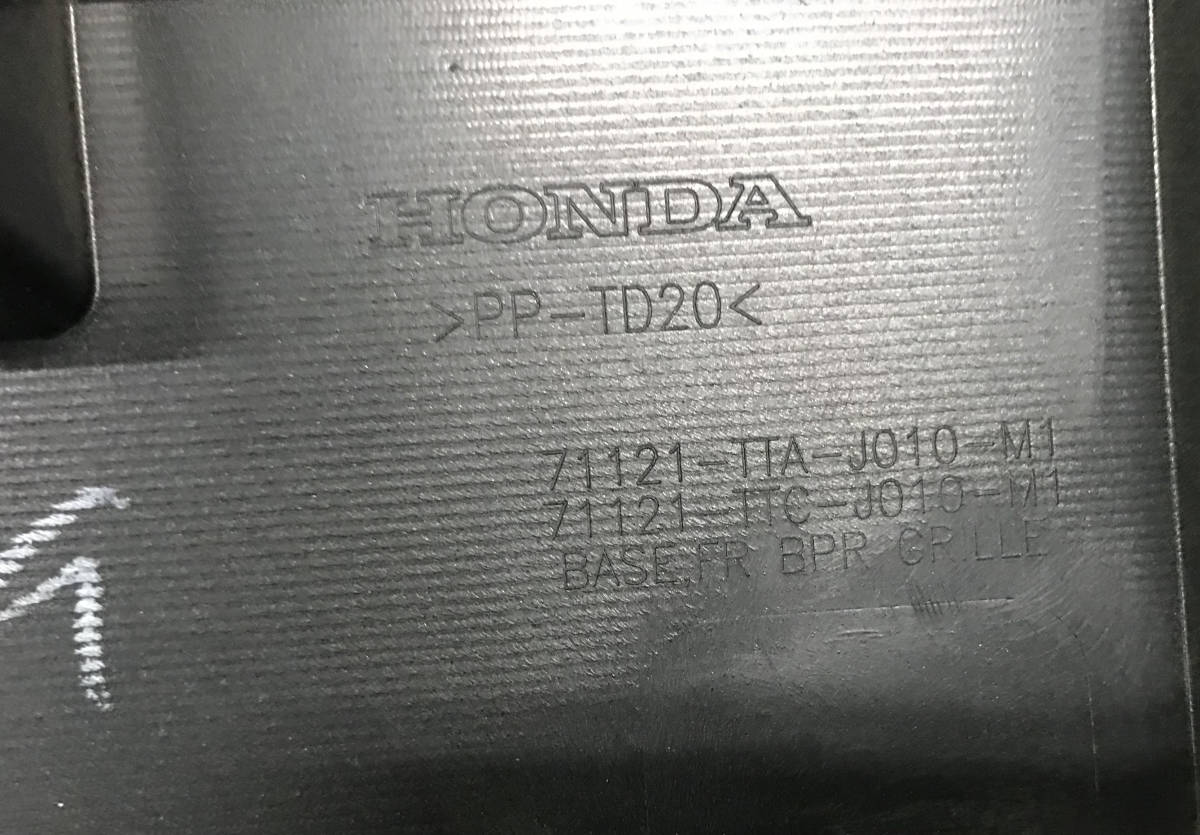 HONDA
>PP-TD20<
71121-TTA-J010-M1
71121-TTC-J010-M1
BASE,FR BPR GRILLE